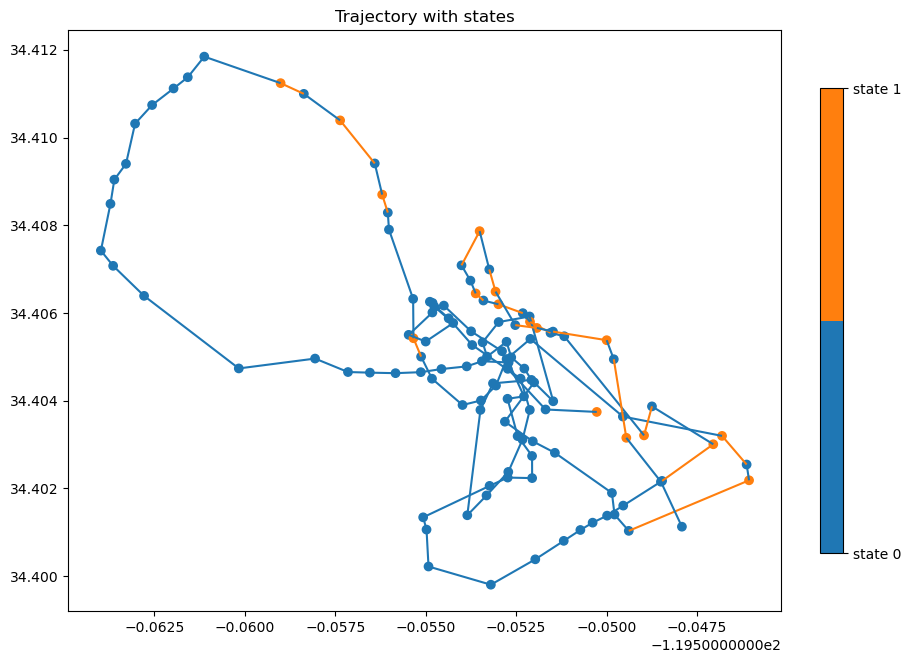 Trajectory with states
34.412
34.410
34.408
34.406
34.404
34.402
34.400
−0.0625 −0.0600 −0.0575 −0.0550 −0.0525 −0.0500 −0.0475
−1.1950000000e2
state 1
state 0